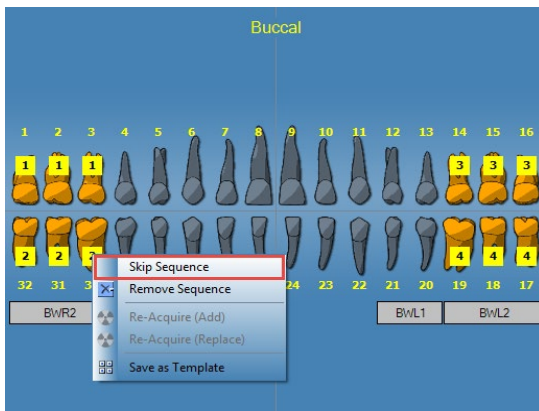 Buccal
1 2 3 4 5 6 7 8 9 10 11 12 13 14 15 16
1 1 1 3 3 3
2 2 2 4 4 4
32 31 3 24 23 22 21 20 19 18 17
BWR2 BWL1 BWL2
Skip Sequence
Remove Sequence
Re-Acquire (Add)
Re-Acquire (Replace)
Save as Template